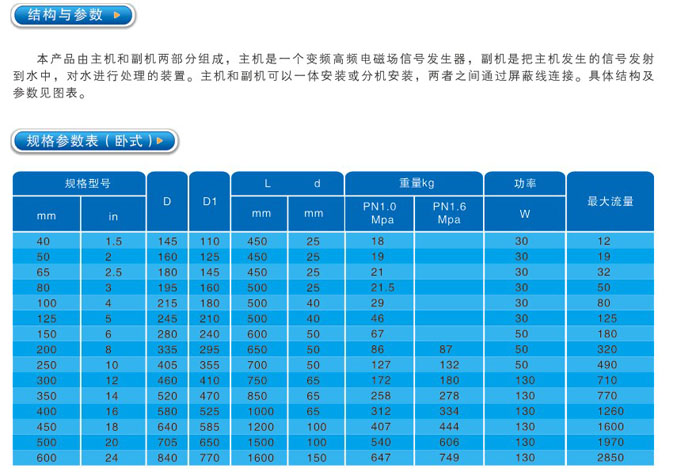 结构与参数
本产品由主机和副机两部分组成，主机是一个变频高频电磁场信号发生器，副机是把主机发生的信号发射
到水中，对水进行处理的装置。主机和副机可以一体安装或分机安装，两者之间通过屏蔽线连接。具体结构及
参数见图表。
规格参数表（卧式）
规格型号 D D1 L d 重量kg 功率 最大流量
mm in mm mm PN1.0 Mpa PN1.6 Mpa W
40 1.5 145 110 450 25 18 30 12
50 2 160 125 450 25 19 30 19
65 2.5 180 145 450 25 21 30 32
80 3 195 160 500 25 21.5 30 50
100 4 215 180 500 40 29 30 80
125 5 245 210 500 40 46 30 125
150 6 280 240 600 50 67 50 180
200 8 335 295 650 50 86 87 50 320
250 10 405 355 700 50 127 132 50 490
300 12 460 410 750 65 172 180 130 710
350 14 520 470 850 65 258 278 130 770
400 16 580 525 1000 65 312 334 130 1260
450 18 640 585 1200 100 407 444 130 1600
500 20 705 650 1500 100 540 606 130 1970
600 24 840 770 1600 150 647 749 130 2850